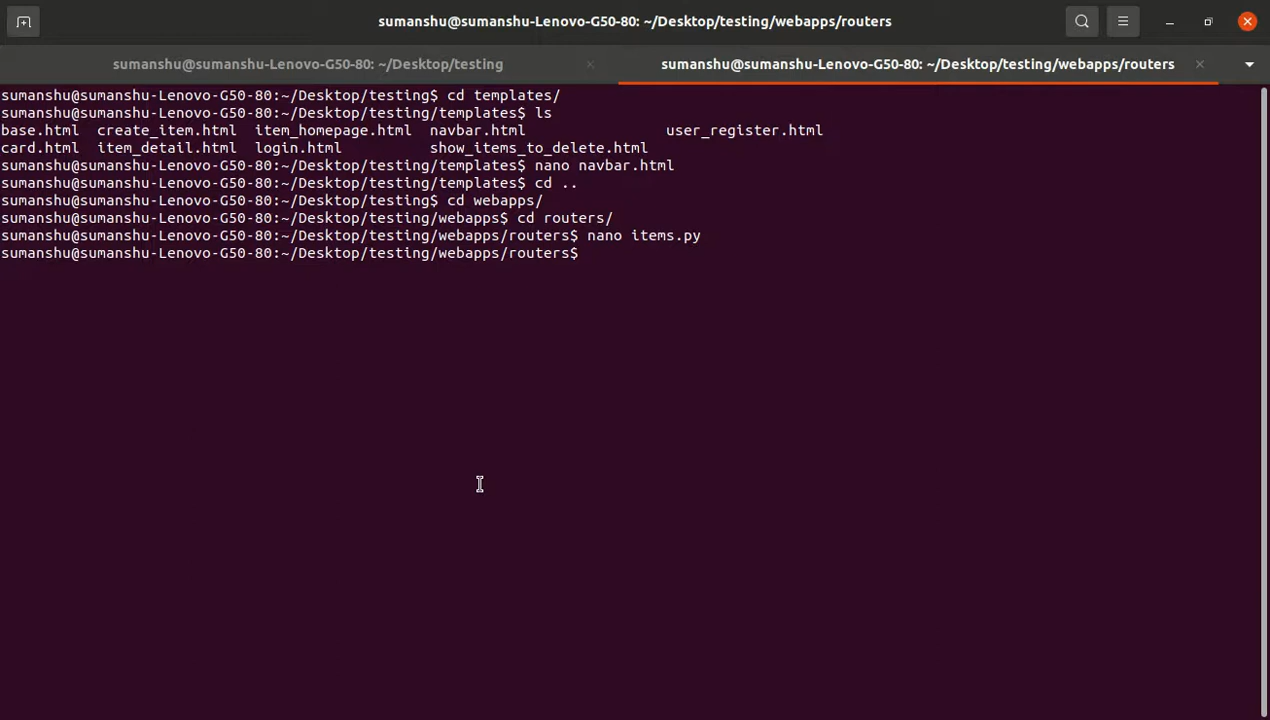 sumanshu@sumanshu-Lenovo-G50-80: ~/Desktop/testing/webapps/routers
sumanshu@sumanshu-Lenovo-G50-80: ~/Desktop/testing
sumanshu@sumanshu-Lenovo-G50-80: ~/Desktop/testing/webapps/routers
sumanshu@sumanshu-Lenovo-G50-80:~/Desktop/testing$ cd templates/
sumanshu@sumanshu-Lenovo-G50-80:~/Desktop/testing/templates$ ls
base.html  create_item.html  item_homepage.html  navbar.html                user_register.html
card.html  item_detail.html  login.html          show_items_to_delete.html
sumanshu@sumanshu-Lenovo-G50-80:~/Desktop/testing/templates$ nano navbar.html
sumanshu@sumanshu-Lenovo-G50-80:~/Desktop/testing/templates$ cd ..
sumanshu@sumanshu-Lenovo-G50-80:~/Desktop/testing$ cd webapps/
sumanshu@sumanshu-Lenovo-G50-80:~/Desktop/testing/webapps$ cd routers/
sumanshu@sumanshu-Lenovo-G50-80:~/Desktop/testing/webapps/routers$ nano items.py
sumanshu@sumanshu-Lenovo-G50-80:~/Desktop/testing/webapps/routers$